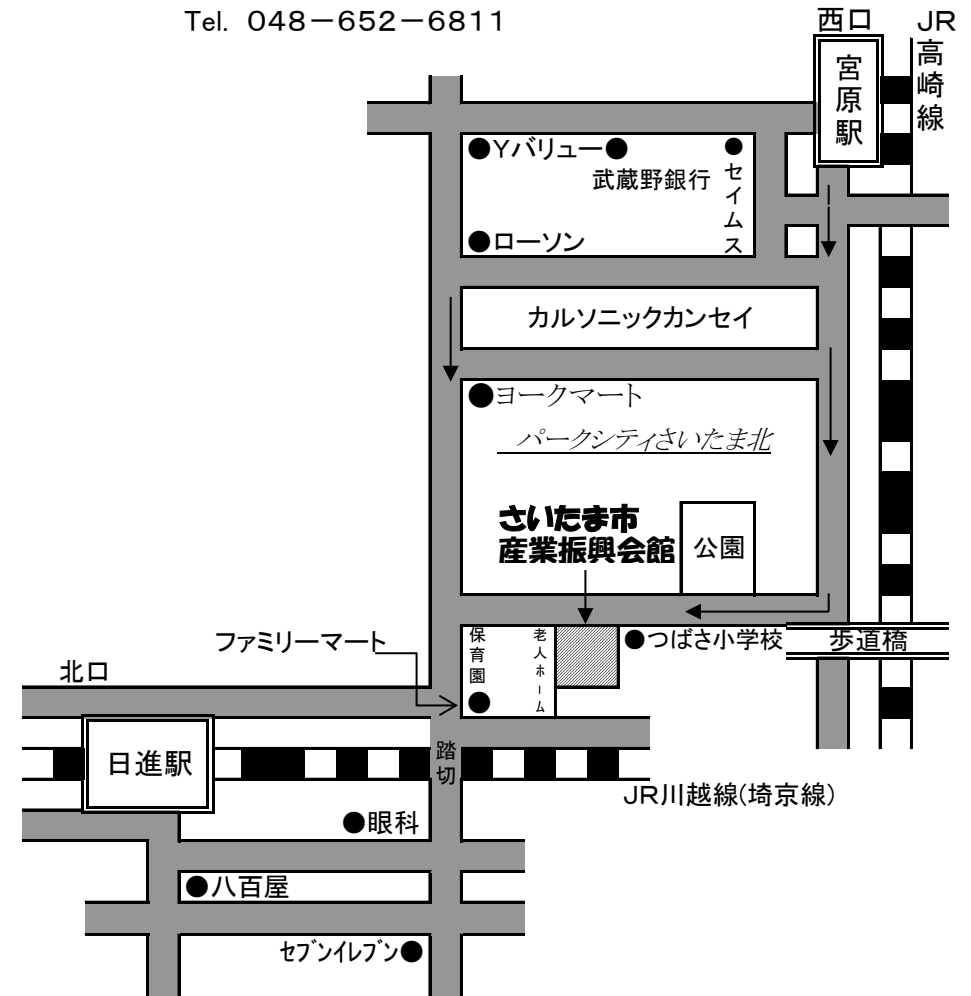 Tel. 048－652－6811
西口
JR高崎線
宮原駅
●Yバリュー●
武蔵野銀行
●セイムス
●ローソン
カルソニックカンセイ
●ヨークマート
パークシティさいたま北
さいたま市
産業振興会館
公園
ファミリーマート
保育園
老人ホーム
●つばさ小学校
歩道橋
北口
日進駅
踏切
JR川越線(埼京線)
●眼科
●八百屋
ｾﾌﾞﾝｲﾚﾌﾞﾝ●